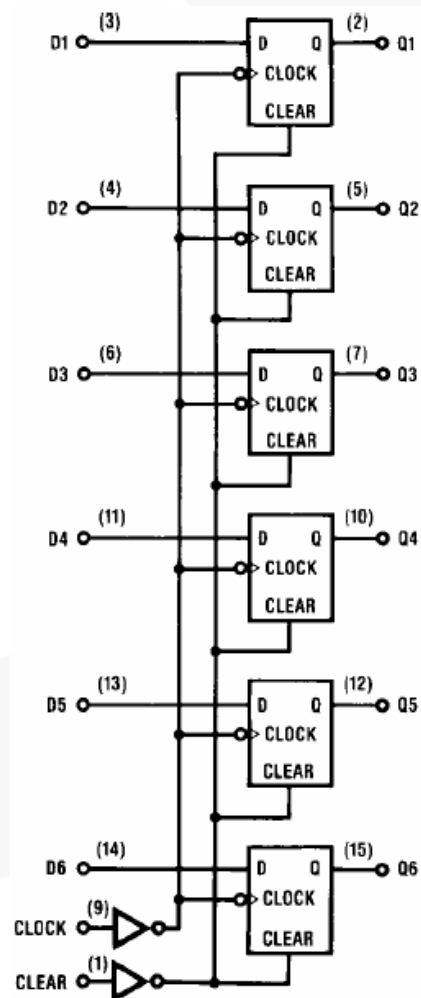 (3) (2)
D1 D Q Q1
CLOCK
CLEAR
(4) (5)
D2 D Q Q2
CLOCK
CLEAR
(6) (7)
D3 D Q Q3
CLOCK
CLEAR
(11) (10)
D4 D Q Q4
CLOCK
CLEAR
(13) (12)
D5 D Q Q5
CLOCK
CLEAR
(14) (15)
D6 D Q Q6
CLOCK
(9)
CLOCK
CLEAR
(1)
CLEAR